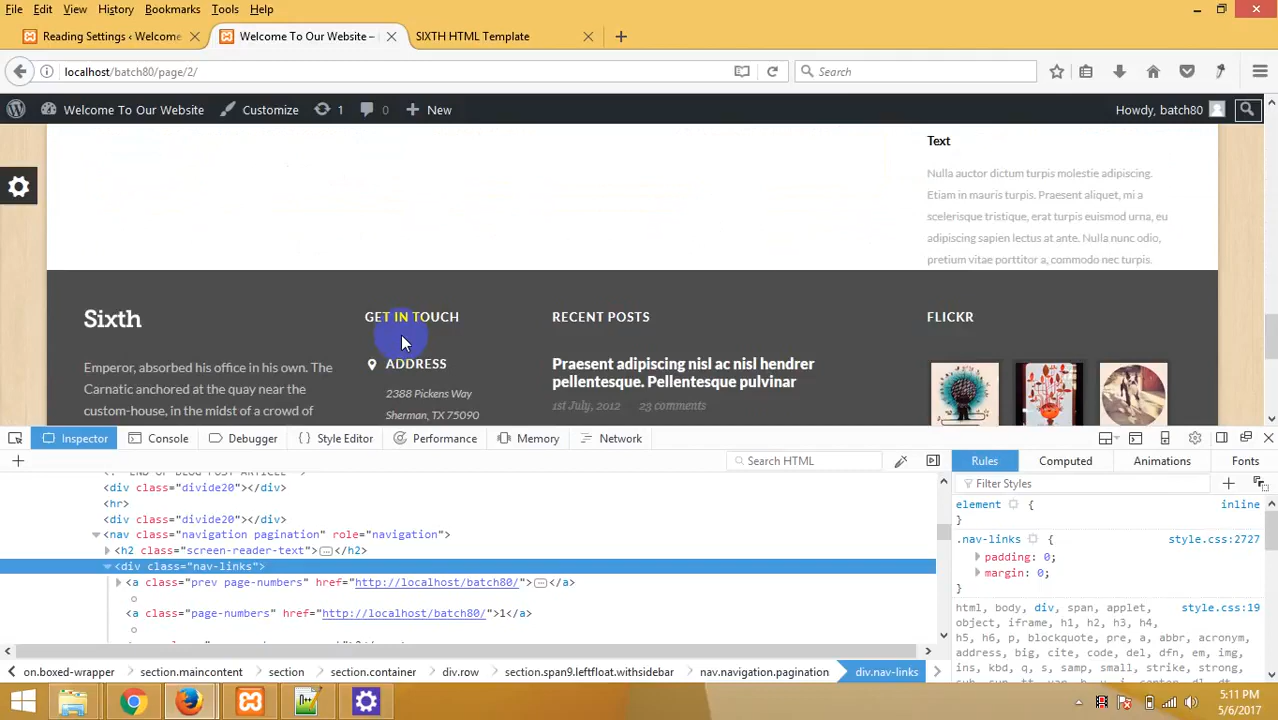 File Edit View History Bookmarks Tools Help
Reading Settings ‹ Welcome
Welcome To Our Website –
SIXTH HTML Template
localhost/batch80/page/2/
Search
Welcome To Our Website
Customize
1
0
New
Howdy, batch80
Text
Nulla auctor dictum turpis molestie adipiscing.
Etiam in mauris turpis. Praesent aliquet, mi a
scelerisque tristique, erat turpis euismod urna, eu
adipiscing sapien lectus at ante. Nulla nunc odio,
pretium vitae porttitor a, commodo nec turpis.
Sixth
Emperor, absorbed his office in his own. The
Carnatic anchored at the quay near the
custom-house, in the midst of a crowd of
GET IN TOUCH
ADDRESS
2388 Pickens Way
Sherman, TX 75090
RECENT POSTS
Praesent adipiscing nisl ac nisl hendrer
pellentesque. Pellentesque pulvinar
1st July, 2012 23 comments
FLICKR
Inspector Console Debugger Style Editor Performance Memory Network
Search HTML
<div class="divide20"></div>
<hr>
<div class="divide20"></div>
<nav class="navigation pagination" role="navigation">
<h2 class="screen-reader-text"></h2>
<div class="nav-links">
<a class="prev page-numbers" href="http://localhost/batch80/"></a>
<a class="page-numbers" href="http://localhost/batch80/">1</a>
on.boxed-wrapper section.maincontent section section.container div.row section.span9.leftfloat.withsidebar nav.navigation.pagination div.nav-links
Rules Computed Animations Fonts
Filter Styles
element { inline
}
.nav-links { style.css:2727
padding: 0;
margin: 0;
}
html, body, div, span, applet, style.css:19
object, iframe, h1, h2, h3, h4,
h5, h6, p, blockquote, pre, a, abbr, acronym,
address, big, cite, code, del, dfn, em, img,
ins, kbd, q, s, samp, small, strike, strong,
5:11 PM
5/6/2017